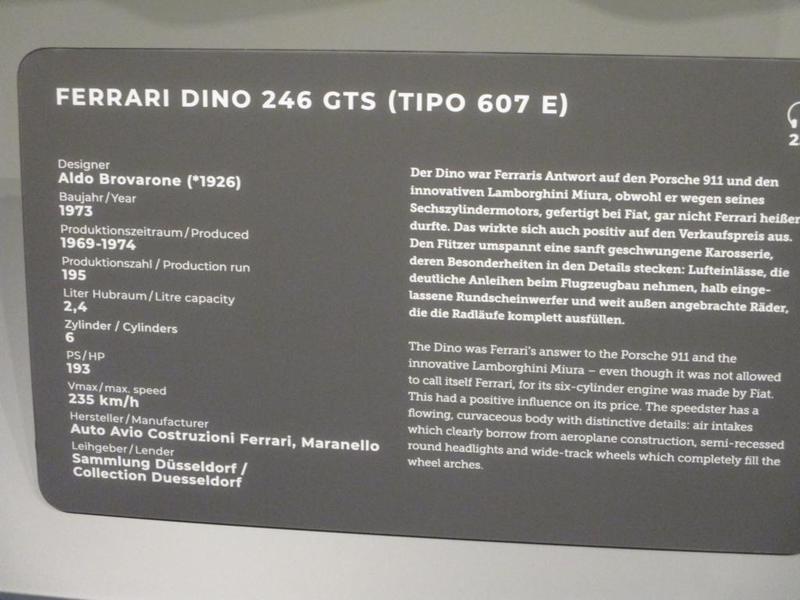 FERRARI DINO 246 GTS (TIPO 607 E)
Designer
Aldo Brovarone (*1926)
Baujahr/Year
1973
Produktionszeitraum/Produced
1969-1974
Produktionszahl / Production run
195
Liter Hubraum/Litre capacity
2,4
Zylinder / Cylinders
6
PS/HP
193
Vmax/max. speed
235 km/h
Hersteller/Manufacturer
Auto Avio Costruzioni Ferrari, Maranello
Leihgeber/Lender
Sammlung Düsseldorf /
Collection Duesseldorf
Der Dino war Ferraris Antwort auf den Porsche 911 und den
innovativen Lamborghini Miura, obwohl er wegen seines
Sechszylindermotors, gefertigt bei Fiat, gar nicht Ferrari heißen
durfte. Das wirkte sich auch positiv auf den Verkaufspreis aus.
Den Flitzer umspannt eine sanft geschwungene Karosserie,
deren Besonderheiten in den Details stecken: Lufteinlässe, die
deutliche Anleihen beim Flugzeugbau nehmen, halb einge-
lassene Rundscheinwerfer und weit außen angebrachte Räder,
die die Radläufe komplett ausfüllen.
The Dino was Ferrari's answer to the Porsche 911 and the
innovative Lamborghini Miura – even though it was not allowed
to call itself Ferrari, for its six-cylinder engine was made by Fiat.
This had a positive influence on its price. The speedster has a
flowing, curvaceous body with distinctive details: air intakes
which clearly borrow from aeroplane construction, semi-recessed
round headlights and wide-track wheels which completely fill the
wheel arches.